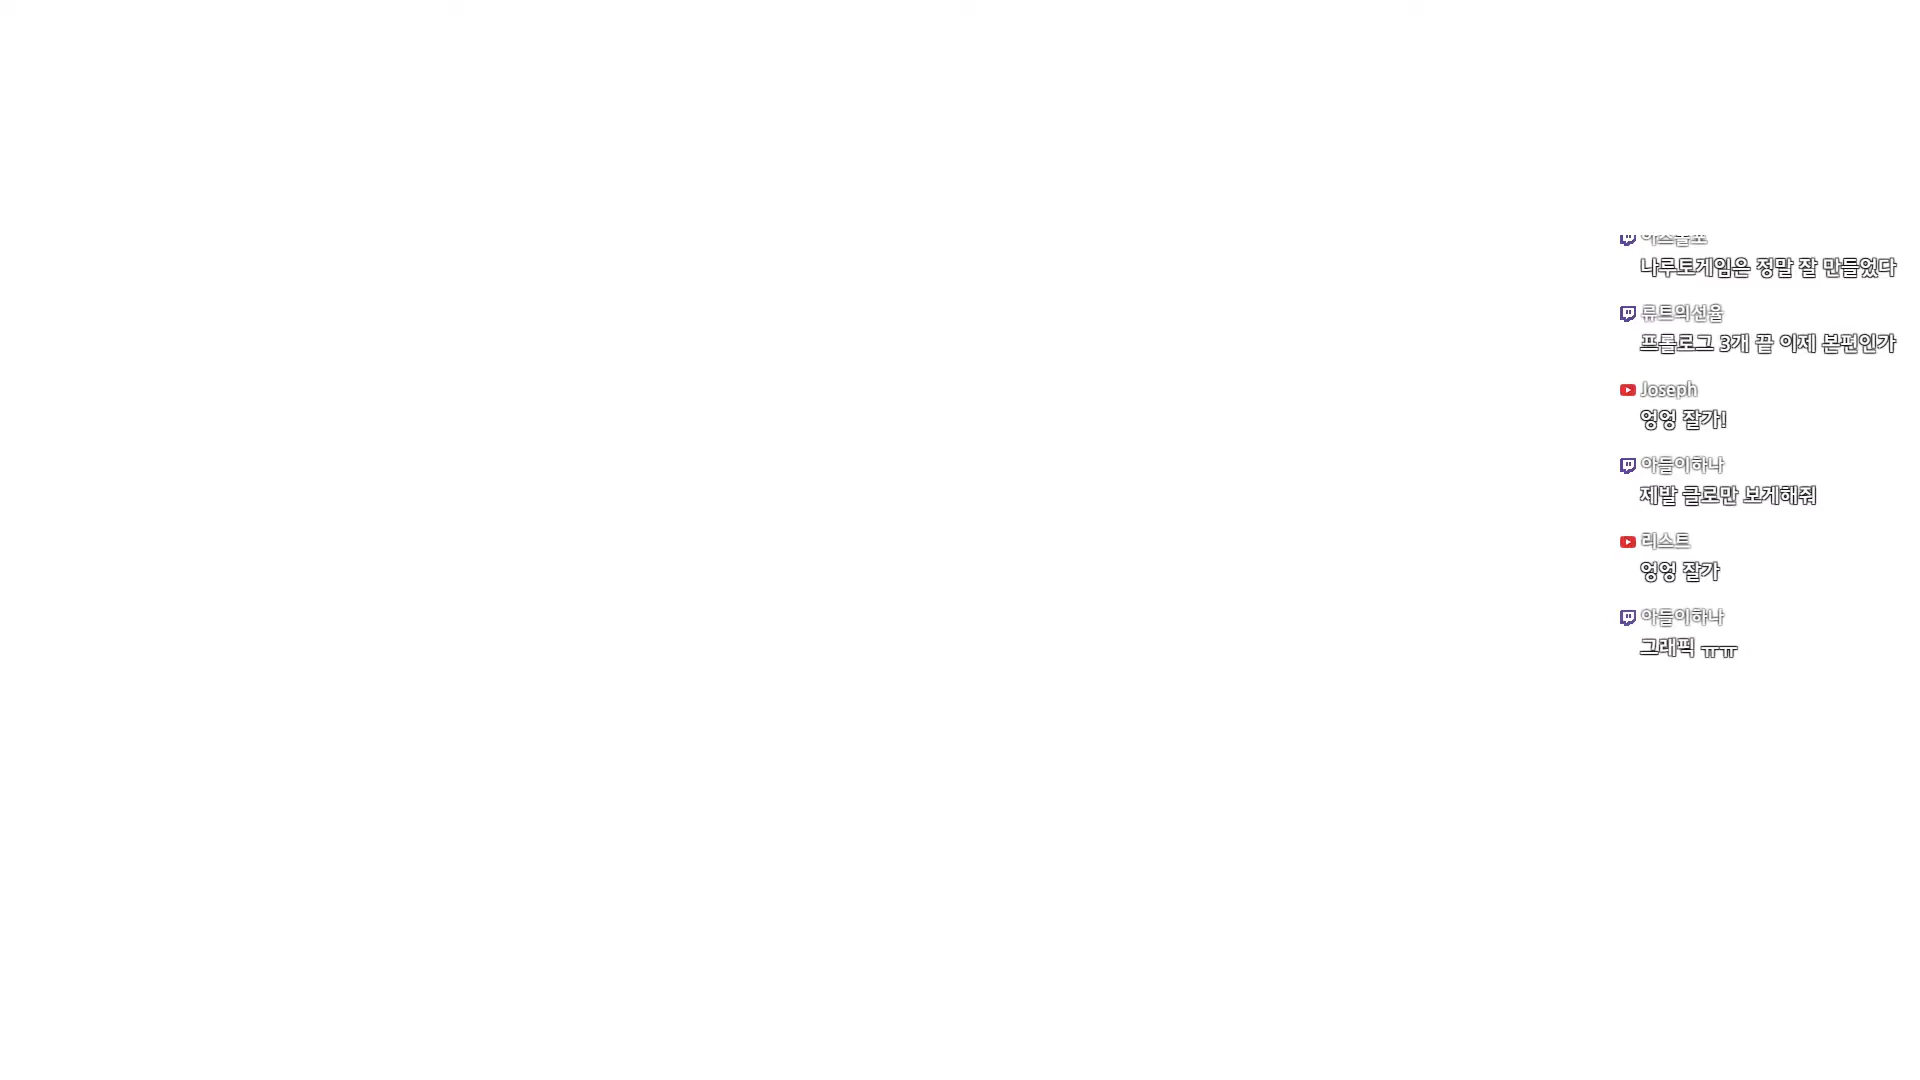 나루토게임은 정말 잘 만들었다
류트의선율
프롤로그 3개 끝 이제 본편인가
Joseph
엉엉 잘가!
아들이하나
제발 글로만 보게해줘
리스트
엉엉 잘가
아들이하나
그래픽 ㅠㅠ